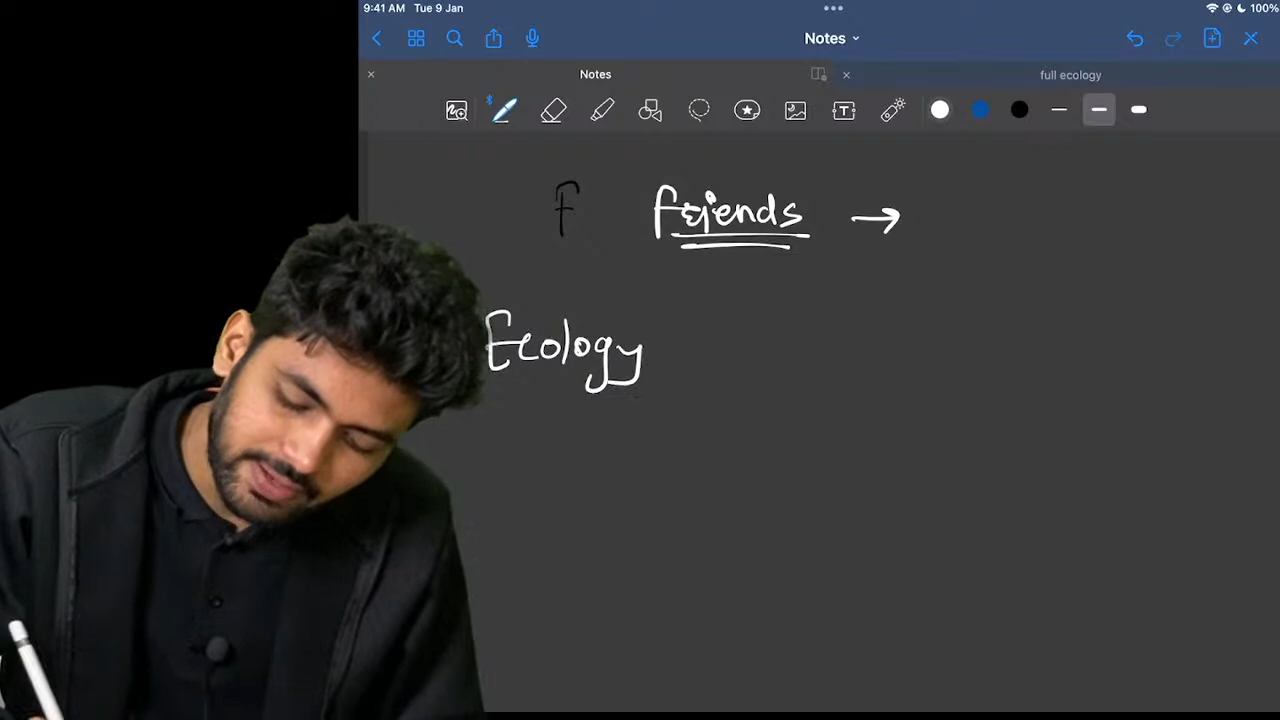 9:41 AM Tue 9 Jan 100%
Notes
Notes full ecology
T
F Friends →
Ecology